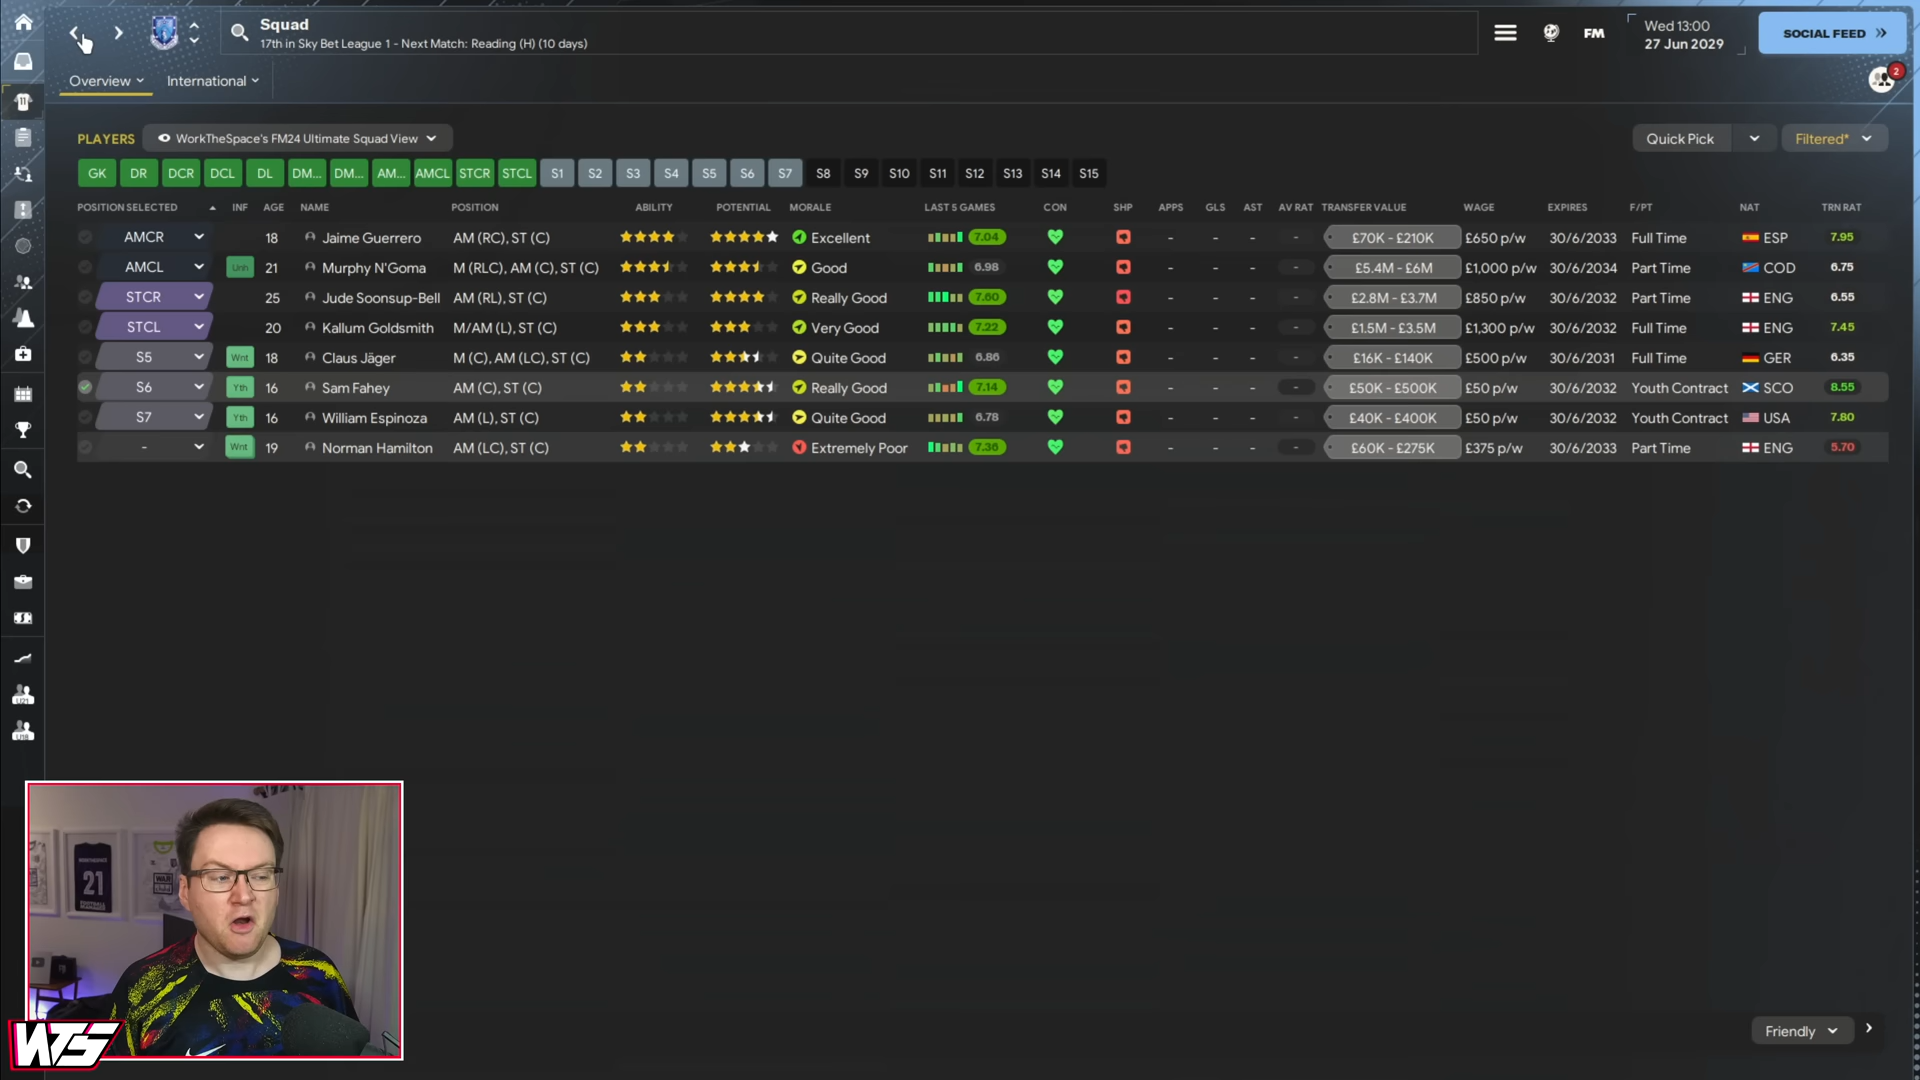 Squad
17th in Sky Bet League 1 - Next Match: Reading (H) (10 days)
FM
Wed 13:00
27 Jun 2029
SOCIAL FEED
2
Overview
International
PLAYERS
WorkTheSpace's FM24 Ultimate Squad View
Quick Pick
Filtered*
GK DR DCR DCL DL DM... DM... AM... AMCL STCR STCL S1 S2 S3 S4 S5 S6 S7 S8 S9 S10 S11 S12 S13 S14 S15
POSITION SELECTED INF AGE NAME POSITION ABILITY POTENTIAL MORALE LAST 5 GAMES CON SHP APPS GLS AST AV RAT TRANSFER VALUE WAGE EXPIRES F/PT NAT TRN RAT
AMCR 18 Jaime Guerrero AM (RC), ST (C) Excellent 7.04 - - - - £70K - £210K £650 p/w 30/6/2033 Full Time ESP 7.95
AMCL Unh 21 Murphy N'Goma M (RLC), AM (C), ST (C) Good 6.98 - - - - £5.4M - £6M £1,000 p/w 30/6/2034 Part Time COD 6.75
STCR 25 Jude Soonsup-Bell AM (RL), ST (C) Really Good 7.60 - - - - £2.8M - £3.7M £850 p/w 30/6/2032 Part Time ENG 6.55
STCL 20 Kallum Goldsmith M/AM (L), ST (C) Very Good 7.22 - - - - £1.5M - £3.5M £1,300 p/w 30/6/2032 Full Time ENG 7.45
S5 Wnt 18 Claus Jäger M (C), AM (LC), ST (C) Quite Good 6.86 - - - - £16K - £140K £500 p/w 30/6/2031 Full Time GER 6.35
S6 Yth 16 Sam Fahey AM (C), ST (C) Really Good 7.14 - - - - £50K - £500K £50 p/w 30/6/2032 Youth Contract SCO 8.55
S7 Yth 16 William Espinoza AM (L), ST (C) Quite Good 6.78 - - - - £40K - £400K £50 p/w 30/6/2032 Youth Contract USA 7.80
- Wnt 19 Norman Hamilton AM (LC), ST (C) Extremely Poor 7.36 - - - - £60K - £275K £375 p/w 30/6/2033 Part Time ENG 5.70
U21
U18
21
FOOTBALL
MANAGER
WTS
Friendly